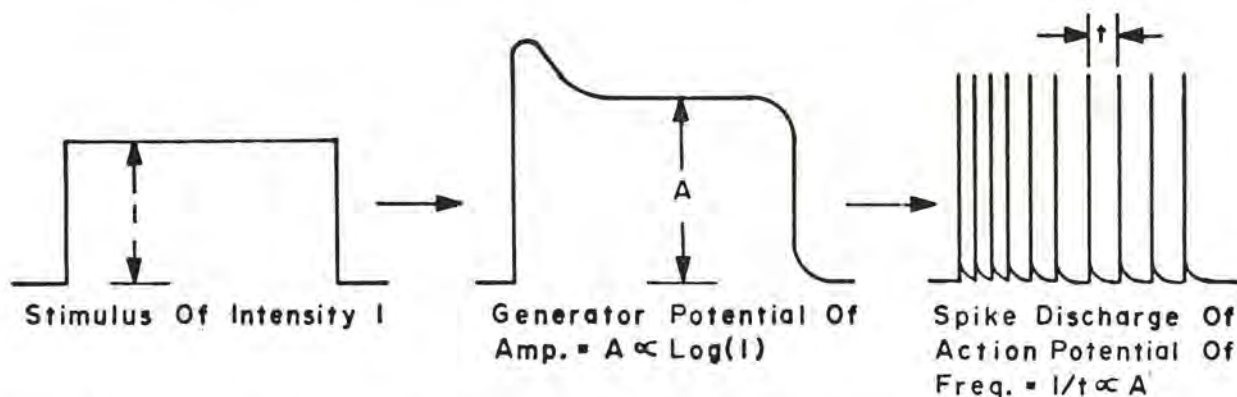 t
I
A
Stimulus Of Intensity I
Generator Potential Of
Amp. = A ∝ Log(I)
Spike Discharge Of
Action Potential Of
Freq. = 1/t ∝ A